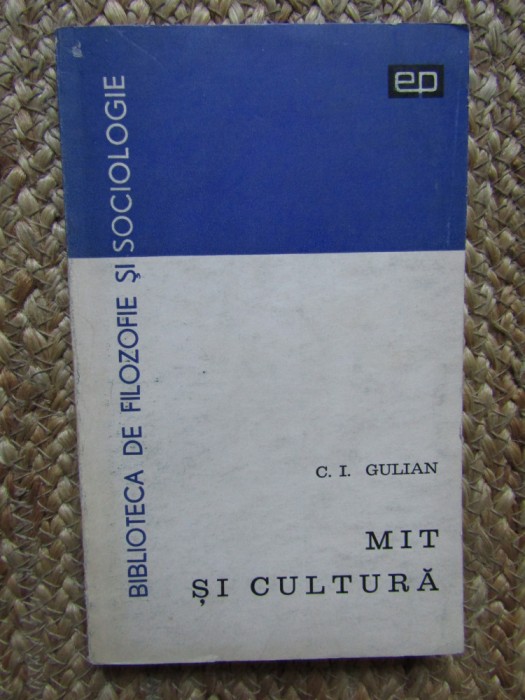 ep
BIBLIOTECA DE FILOZOFIE ȘI SOCIOLOGIE
C. I. GULIAN
MIT
ȘI CULTURĂ